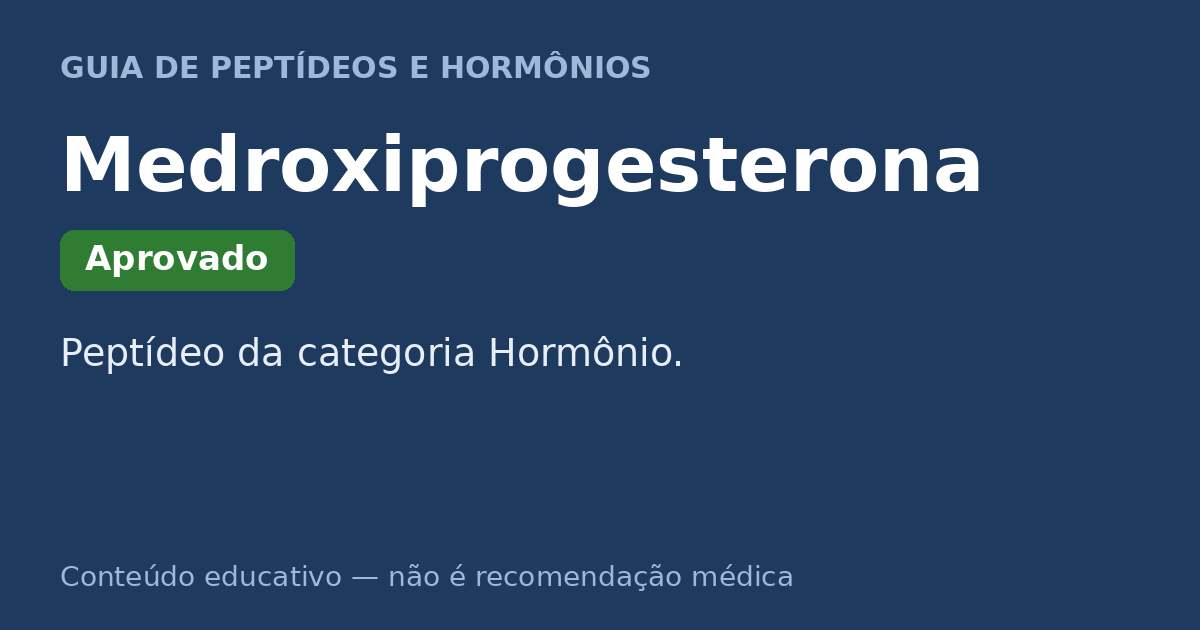 GUIA DE PEPTÍDEOS E HORMÔNIOS
Medroxiprogesterona
Aprovado
Peptídeo da categoria Hormônio.
Conteúdo educativo — não é recomendação médica